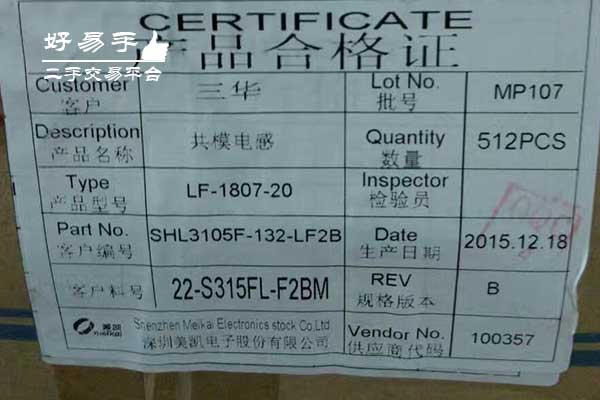 CERTIFICATE
产品合格证
好易手
二手交易平台
Customer 客户 三华 Lot No. 批号 MP107
Description 产品名称 共模电感 Quantity 数量 512PCS
Type 产品型号 LF-1807-20 Inspector 检验员
Part No. 客户编号 SHL3105F-132-LF2B Date 生产日期 2015.12.18
客户料号 22-S315FL-F2BM REV 规格版本 B
美凯 meikai Shenzhen Meikai Electronics stock Co.,Ltd 深圳美凯电子股份有限公司 Vendor No. 供应商代码 100357